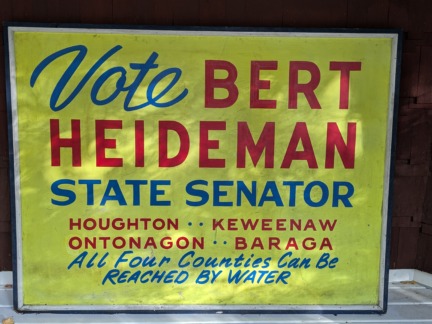 Vote BERT
HEIDEMAN
STATE SENATOR
HOUGHTON · · KEWEENAW
ONTONAGON · · BARAGA
All Four Counties Can Be
REACHED BY WATER